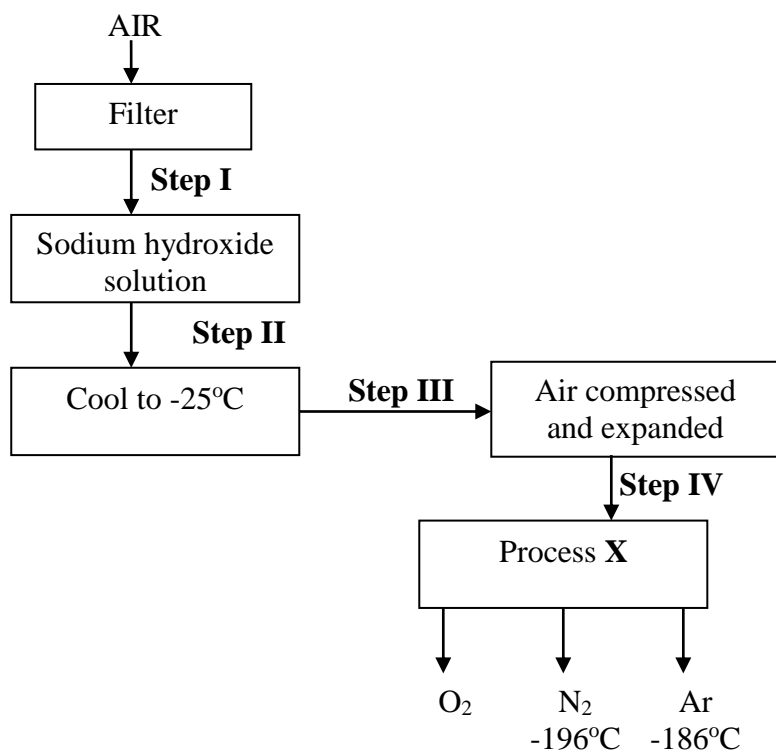 AIR
Filter
Step I
Sodium hydroxide
solution
Step II
Cool to -25°C
Step III
Air compressed
and expanded
Step IV
Process X
O₂ N₂ Ar
-196°C -186°C